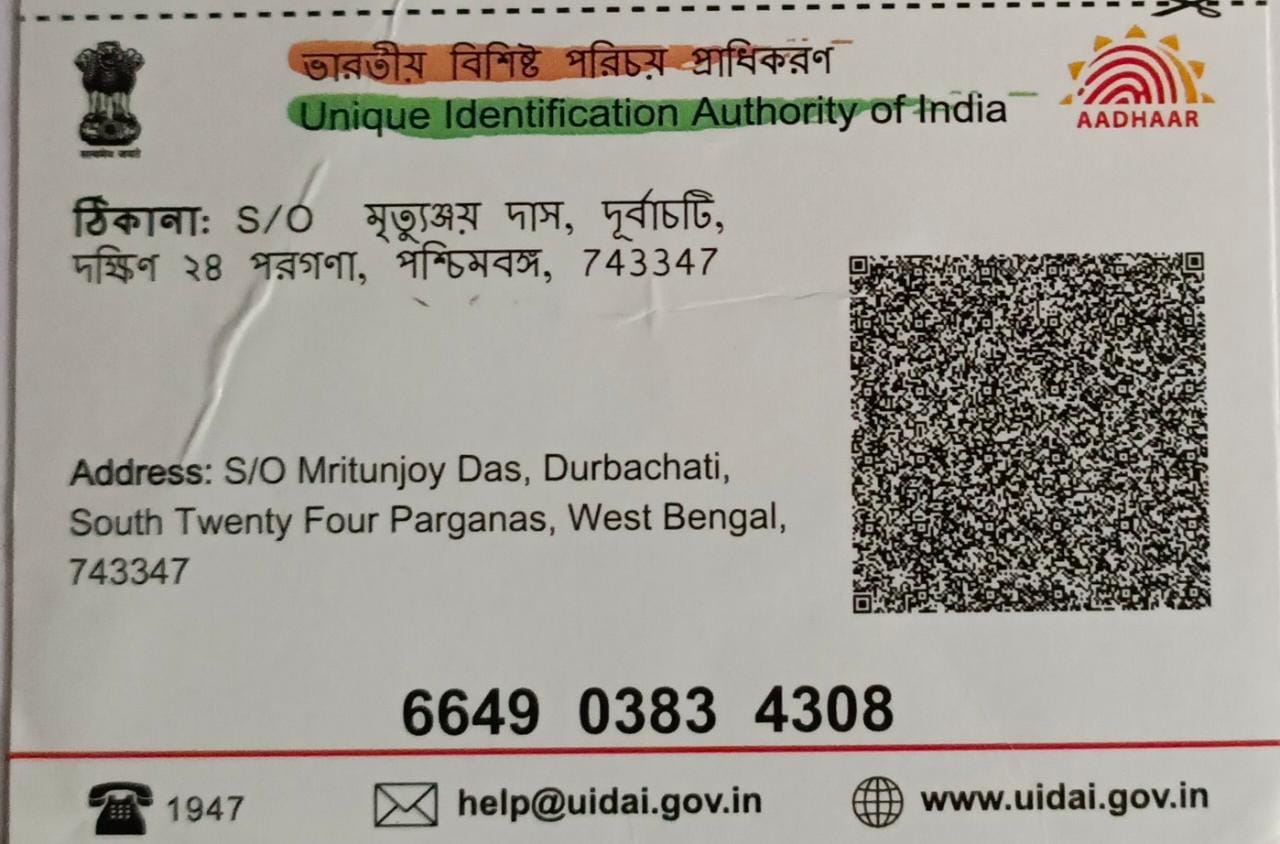 ভারতীয় বিশিষ্ট পরিচয় প্রাধিকরণ
Unique Identification Authority of India
AADHAAR
सत्यमेव जयते
ঠিকানা: S/O মৃত্যুঞ্জয় দাস, দূর্বাচটি,
দক্ষিণ ২৪ পরগনা, পশ্চিমবঙ্গ, 743347
Address: S/O Mritunjoy Das, Durbachati,
South Twenty Four Parganas, West Bengal,
743347
6649 0383 4308
1947
help@uidai.gov.in
www.uidai.gov.in